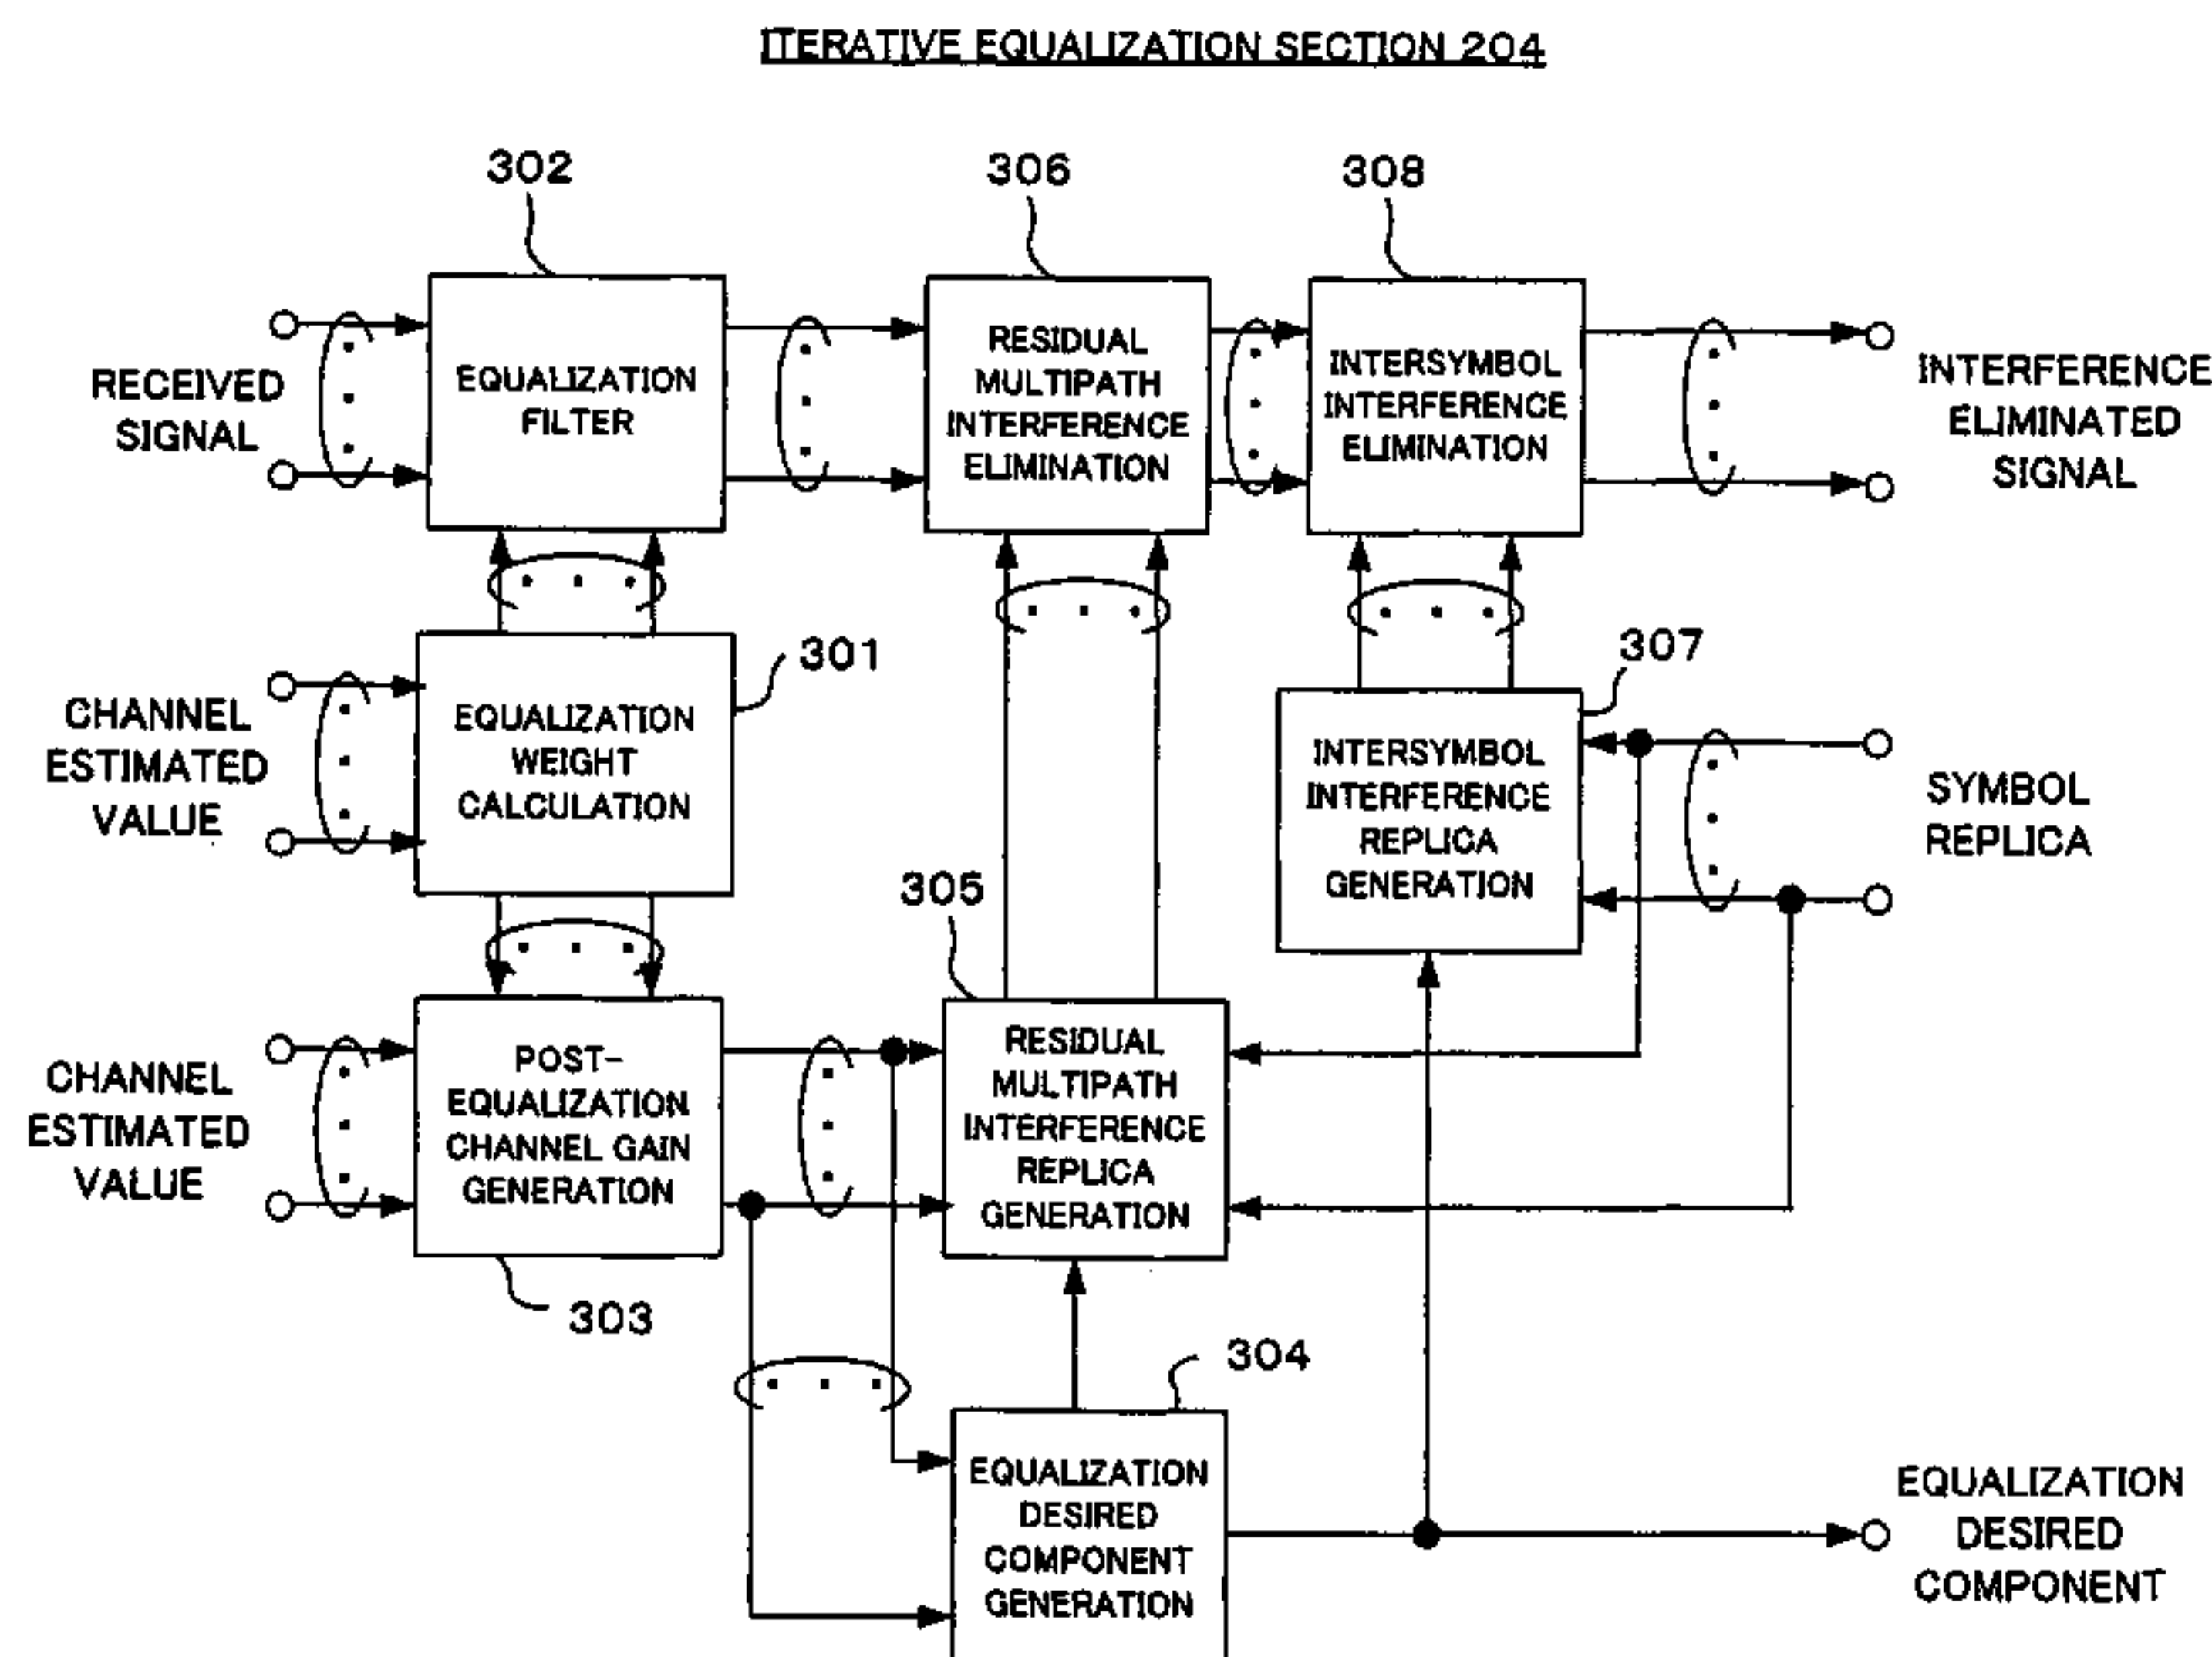 ITERATIVE EQUALIZATION SECTION 204
302
306
308
RECEIVED
SIGNAL
EQUALIZATION
FILTER
RESIDUAL
MULTIPATH
INTERFERENCE
ELIMINATION
INTERSYMBOL
INTERFERENCE
ELIMINATION
INTERFERENCE
ELIMINATED
SIGNAL
301
307
CHANNEL
ESTIMATED
VALUE
EQUALIZATION
WEIGHT
CALCULATION
INTERSYMBOL
INTERFERENCE
REPLICA
GENERATION
SYMBOL
REPLICA
305
CHANNEL
ESTIMATED
VALUE
POST-
EQUALIZATION
CHANNEL GAIN
GENERATION
RESIDUAL
MULTIPATH
INTERFERENCE
REPLICA
GENERATION
303
304
EQUALIZATION
DESIRED
COMPONENT
GENERATION
EQUALIZATION
DESIRED
COMPONENT